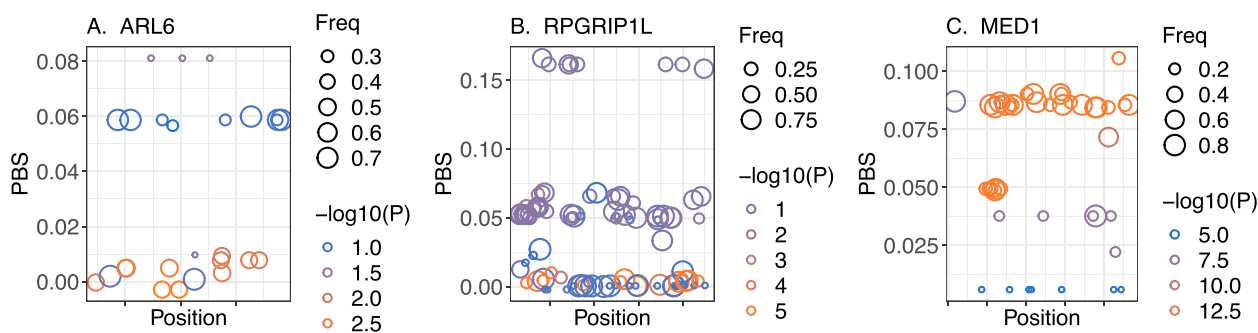 A. ARL6
PBS
0.08
0.06
0.04
0.02
0.00
Position
Freq
0.3
0.4
0.5
0.6
0.7
−log10(P)
1.0
1.5
2.0
2.5
B. RPGRIP1L
PBS
0.15
0.10
0.05
0.00
Position
Freq
0.25
0.50
0.75
−log10(P)
1
2
3
4
5
C. MED1
PBS
0.100
0.075
0.050
0.025
Position
Freq
0.2
0.4
0.6
0.8
−log10(P)
5.0
7.5
10.0
12.5